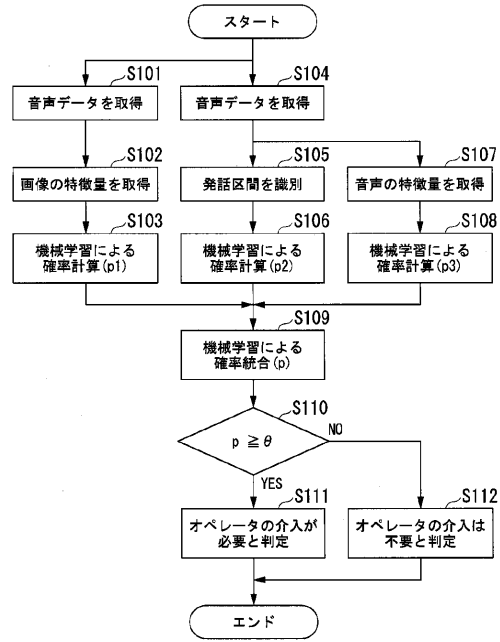 スタート
S101
音声データを取得
S104
音声データを取得
S102
画像の特徴量を取得
S105
発話区間を識別
S107
音声の特徴量を取得
S103
機械学習による
確率計算(p1)
S106
機械学習による
確率計算(p2)
S108
機械学習による
確率計算(p3)
S109
機械学習による
確率統合(p)
S110
p ≧ θ
NO
YES
S111
オペレータの介入が
必要と判定
S112
オペレータの介入は
不要と判定
エンド